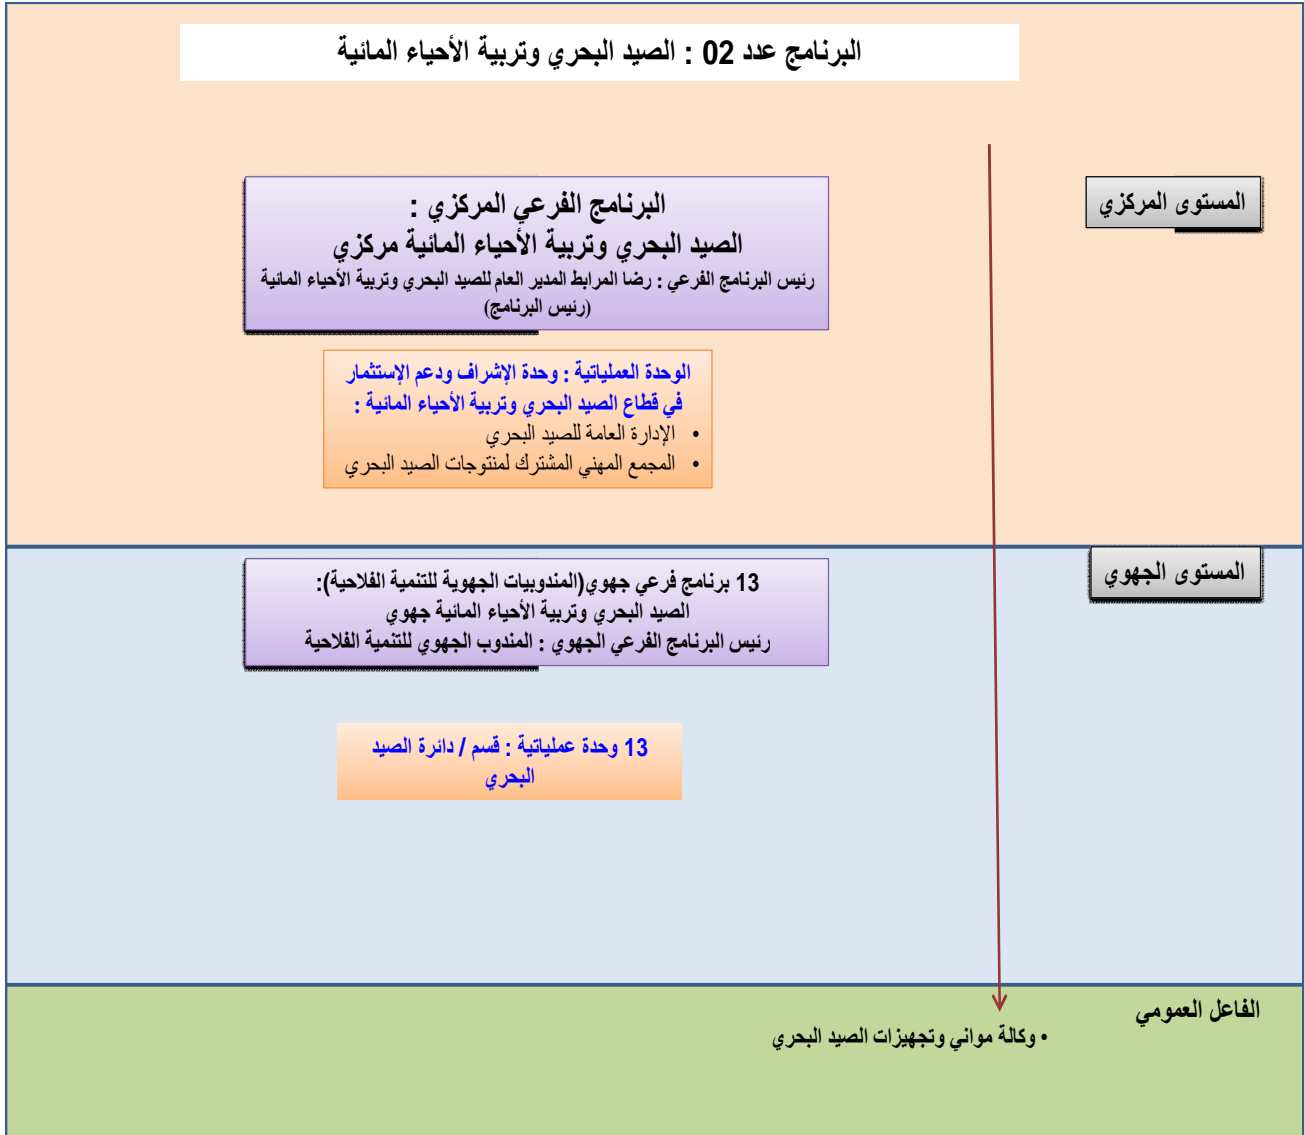 البرنامج عدد 02 : الصيد البحري وتربية الأحياء المائية
المستوى المركزي
البرنامج الفرعي المركزي :
الصيد البحري وتربية الأحياء المائية مركزي
رئيس البرنامج الفرعي : رضا المرابط المدير العام للصيد البحري وتربية الأحياء المائية
(رئيس البرنامج)
الوحدة العملياتية : وحدة الإشراف ودعم الإستثمار
في قطاع الصيد البحري وتربية الأحياء المائية :
• الإدارة العامة للصيد البحري
• المجمع المهني المشترك لمنتوجات الصيد البحري
المستوى الجهوي
13 برنامج فرعي جهوي(المندوبيات الجهوية للتنمية الفلاحية):
الصيد البحري وتربية الأحياء المائية جهوي
رئيس البرنامج الفرعي الجهوي : المندوب الجهوي للتنمية الفلاحية
13 وحدة عملياتية : قسم / دائرة الصيد
البحري
الفاعل العمومي
• وكالة مواني وتجهيزات الصيد البحري